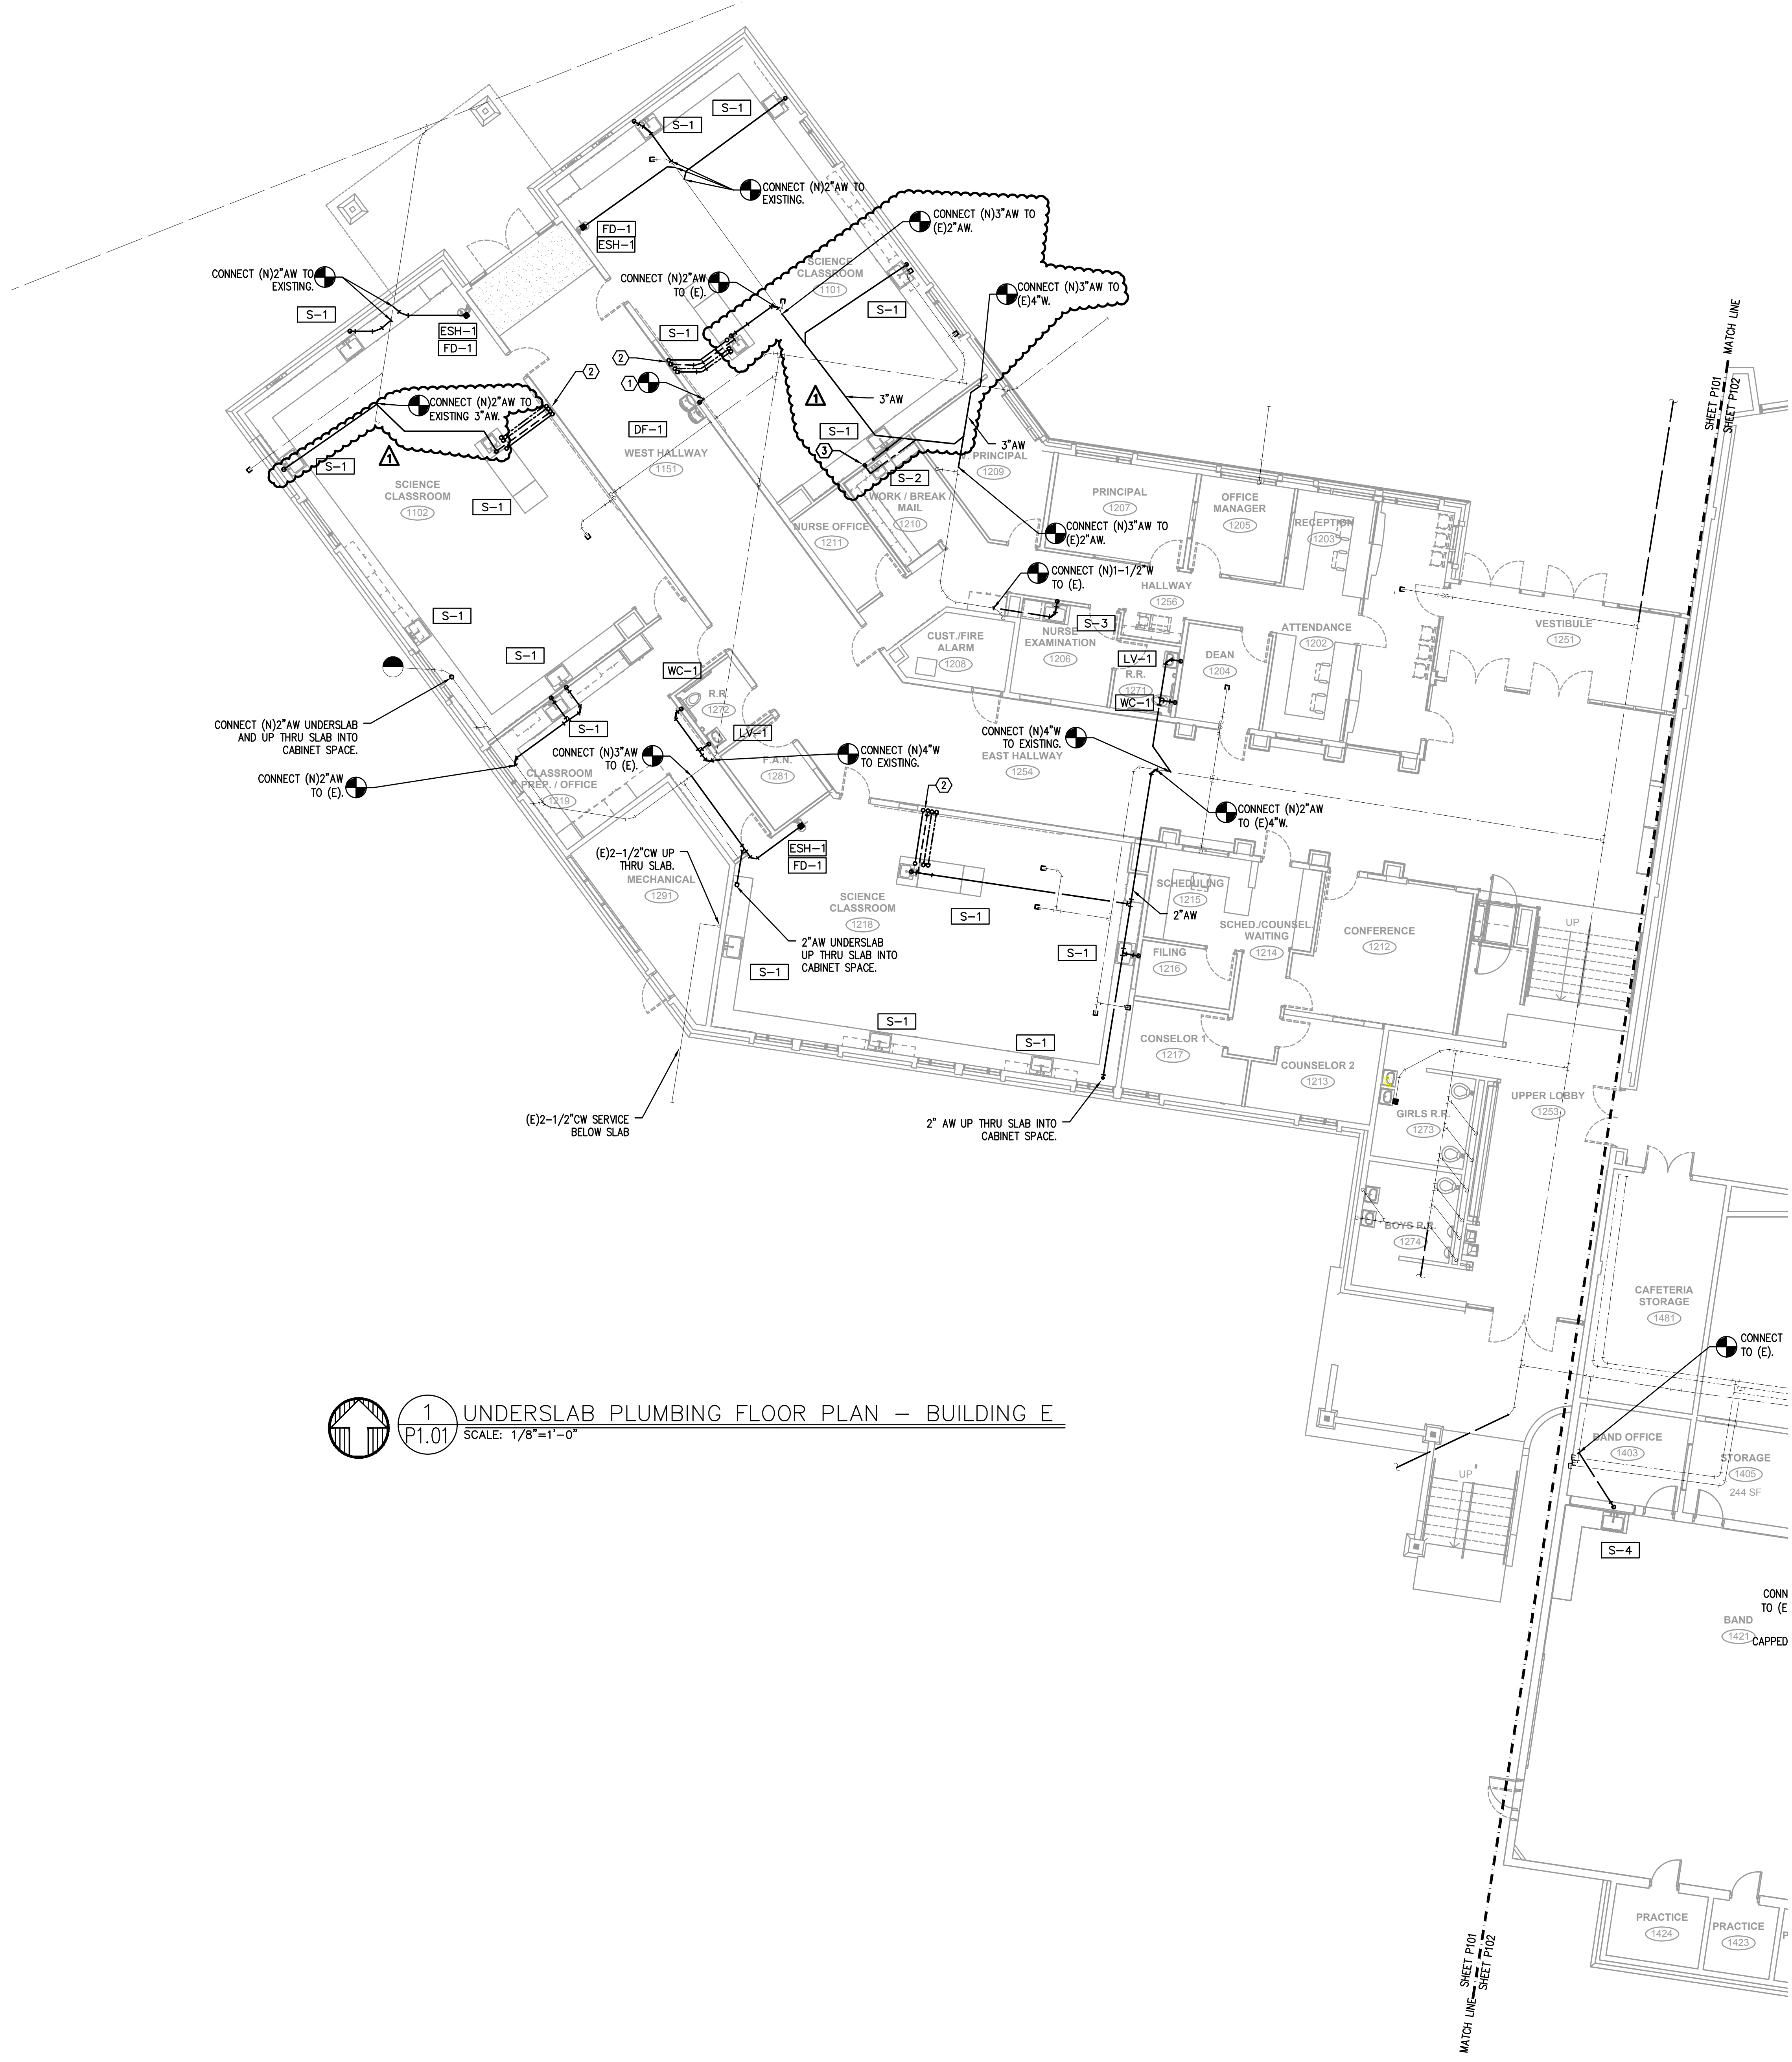 S-1
S-1
CONNECT (N)2"AW TO
EXISTING.
FD-1
ESH-1
CONNECT (N)3"AW TO
(E)2"AW.
SCIENCE
CLASSROOM
1101
CONNECT (N)2"AW TO
EXISTING.
CONNECT (N)2"AW
TO (E).
CONNECT (N)3"AW TO
(E)4"W.
S-1
S-1
S-1
ESH-1
FD-1
2
2
1
1
3"AW
CONNECT (N)2"AW TO
EXISTING 3"AW.
DF-1
WEST HALLWAY
1151
S-1
3
3"AW
1
S-1
SCIENCE
CLASSROOM
1102
S-1
S-2
PRINCIPAL
1209
WORK / BREAK /
MAIL
1210
PRINCIPAL
1207
OFFICE
MANAGER
1205
RECEPTION
1203
NURSE OFFICE
1211
CONNECT (N)3"AW TO
(E)2"AW.
CONNECT (N)1-1/2"W
TO (E).
HALLWAY
1256
S-1
S-3
CUST./FIRE
ALARM
1208
NURSE
EXAMINATION
1206
ATTENDANCE
1202
VESTIBULE
1251
S-1
WC-1
LV-1
R.R.
1271
WC-1
DEAN
1204
R.R.
1272
CONNECT (N)2"AW UNDERSLAB
AND UP THRU SLAB INTO
CABINET SPACE.
S-1
LV-1
CONNECT (N)3"AW
TO (E).
CONNECT (N)4"W
TO EXISTING.
CONNECT (N)4"W
TO EXISTING.
EAST HALLWAY
1254
F.A.N.
1281
CONNECT (N)2"AW
TO (E).
CLASSROOM
PREP. / OFFICE
1219
2
CONNECT (N)2"AW
TO (E)4"W.
(E)2-1/2"CW UP
THRU SLAB.
ESH-1
FD-1
MECHANICAL
1291
SCIENCE
CLASSROOM
1218
S-1
SCHEDULING
1215
2"AW
SCHED./COUNSEL.
WAITING
1214
CONFERENCE
1212
UP
2"AW UNDERSLAB
UP THRU SLAB INTO
CABINET SPACE.
S-1
S-1
FILING
1216
S-1
S-1
CONSELOR 1
1217
COUNSELOR 2
1213
GIRLS R.R.
1273
UPPER LOBBY
1253
(E)2-1/2"CW SERVICE
BELOW SLAB
2" AW UP THRU SLAB INTO
CABINET SPACE.
BOYS R.R.
1274
CAFETERIA
STORAGE
1481
CONNECT
TO (E).
1
P1.01
UNDERSLAB PLUMBING FLOOR PLAN - BUILDING E
SCALE: 1/8"=1'-0"
BAND OFFICE
1403
STORAGE
1405
244 SF
UP
S-4
CONN
TO (E
BAND
1421
CAPPED
PRACTICE
1424
PRACTICE
1423
P
MATCH LINE
SHEET P101
SHEET P102
MATCH LINE
SHEET P101
SHEET P102